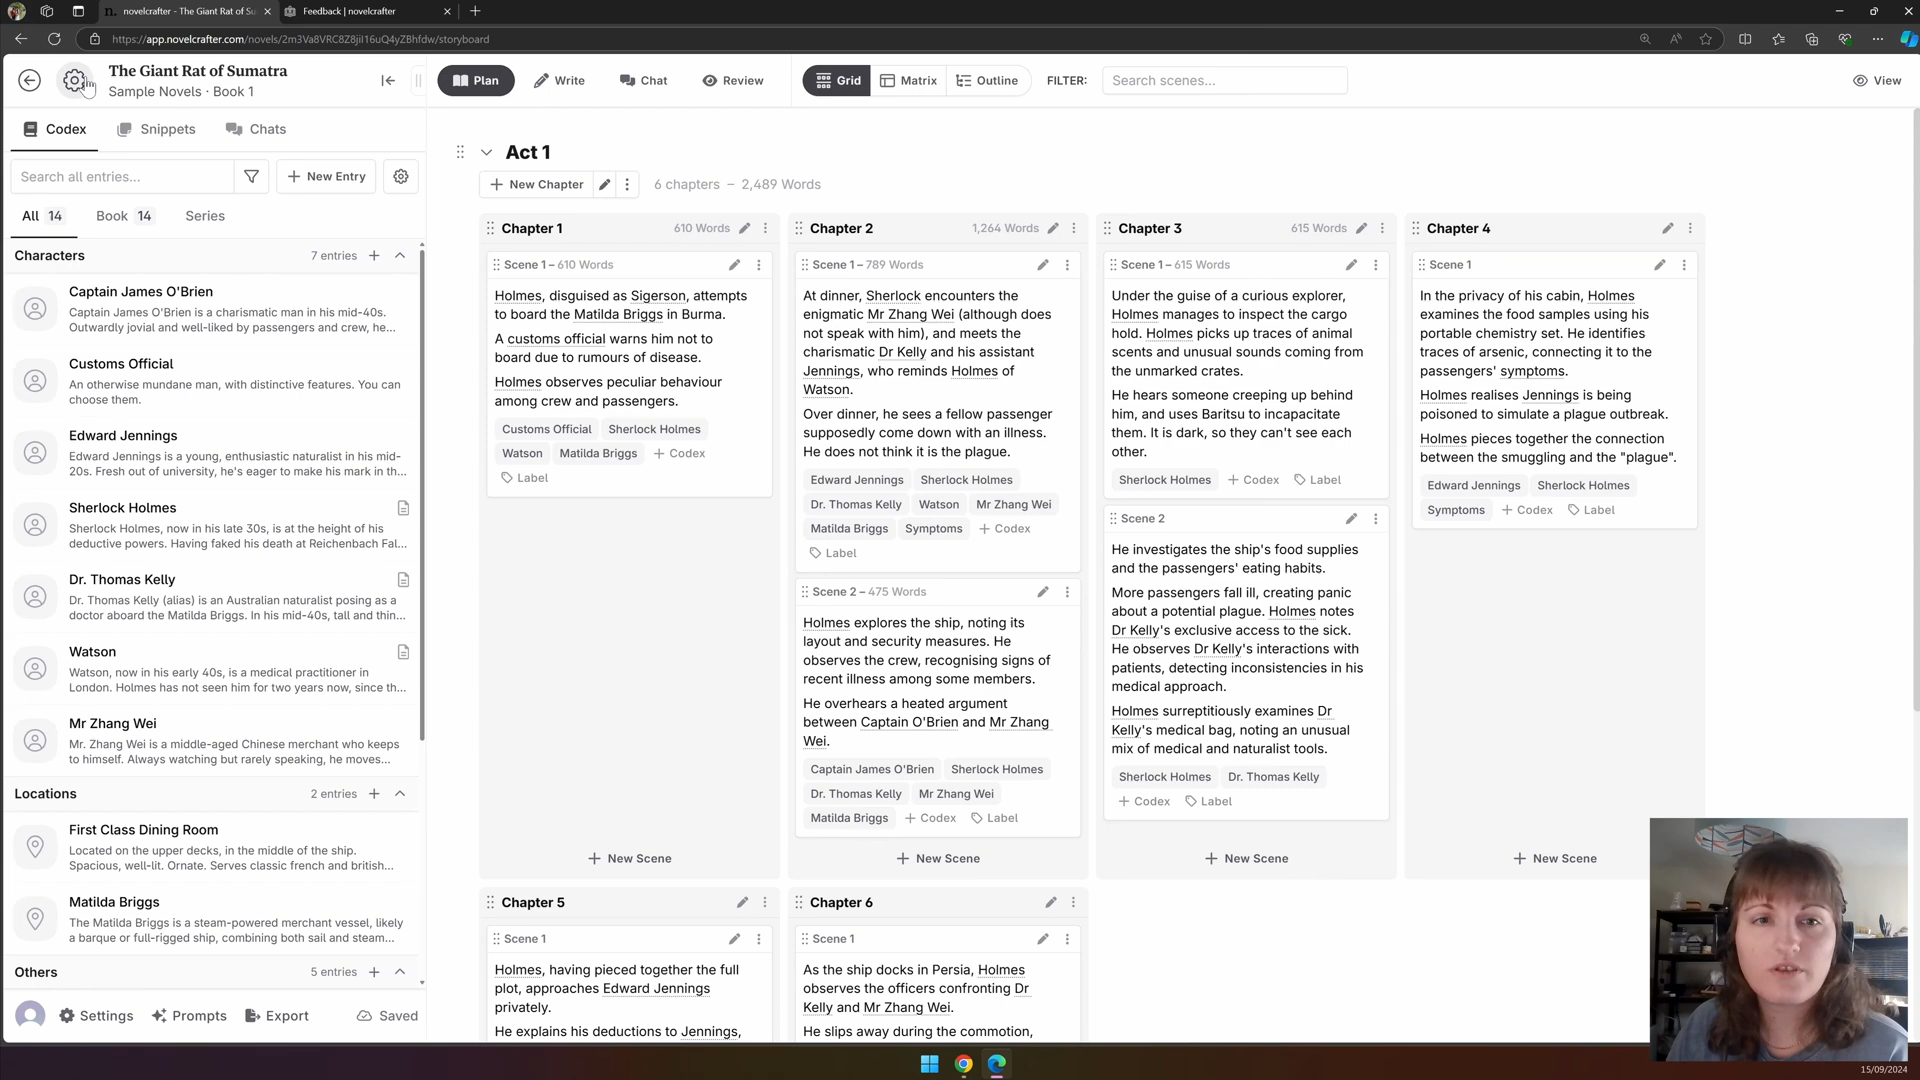 novelcrafter - The Giant Rat of Su
Feedback | novelcrafter
https://app.novelcrafter.com/novels/2m3Va8VRC8Z8jiI16uQ4yZBhfdw/storyboard
The Giant Rat of Sumatra
Sample Novels · Book 1
Plan
Write
Chat
Review
Grid
Matrix
Outline
FILTER:
Search scenes...
View
Codex
Snippets
Chats
Search all entries...
New Entry
All 14
Book 14
Series
Characters
7 entries
Captain James O'Brien
Captain James O'Brien is a charismatic man in his mid-40s.
Outwardly jovial and well-liked by passengers and crew, he...
Customs Official
An otherwise mundane man, with distinctive features. You can
choose them.
Edward Jennings
Edward Jennings is a young, enthusiastic naturalist in his mid-
20s. Fresh out of university, he's eager to make his mark in th...
Sherlock Holmes
Sherlock Holmes, now in his late 30s, is at the height of his
deductive powers. Having faked his death at Reichenbach Fal...
Dr. Thomas Kelly
Dr. Thomas Kelly (alias) is an Australian naturalist posing as a
doctor aboard the Matilda Briggs. In his mid-40s, tall and thin...
Watson
Watson, now in his early 40s, is a medical practitioner in
London. Holmes has not seen him for two years now, since th...
Mr Zhang Wei
Mr. Zhang Wei is a middle-aged Chinese merchant who keeps
to himself. Always watching but rarely speaking, he moves...
Locations
2 entries
First Class Dining Room
Located on the upper decks, in the middle of the ship.
Spacious, well-lit. Ornate. Serves classic french and british...
Matilda Briggs
The Matilda Briggs is a steam-powered merchant vessel, likely
a barque or full-rigged ship, combining both sail and steam...
Others
5 entries
Settings
Prompts
Export
Saved
Act 1
New Chapter
6 chapters – 2,489 Words
Chapter 1
610 Words
Scene 1 – 610 Words
Holmes, disguised as Sigerson, attempts
to board the Matilda Briggs in Burma.
A customs official warns him not to
board due to rumours of disease.
Holmes observes peculiar behaviour
among crew and passengers.
Customs Official
Sherlock Holmes
Watson
Matilda Briggs
+ Codex
Label
New Scene
Chapter 2
1,264 Words
Scene 1 – 789 Words
At dinner, Sherlock encounters the
enigmatic Mr Zhang Wei (although does
not speak with him), and meets the
charismatic Dr Kelly and his assistant
Jennings, who reminds Holmes of
Watson.
Over dinner, he sees a fellow passenger
supposedly come down with an illness.
He does not think it is the plague.
Edward Jennings
Sherlock Holmes
Dr. Thomas Kelly
Watson
Mr Zhang Wei
Matilda Briggs
Symptoms
+ Codex
Label
Scene 2 – 475 Words
Holmes explores the ship, noting its
layout and security measures. He
observes the crew, recognising signs of
recent illness among some members.
He overhears a heated argument
between Captain O'Brien and Mr Zhang
Wei.
Captain James O'Brien
Sherlock Holmes
Dr. Thomas Kelly
Mr Zhang Wei
Matilda Briggs
+ Codex
Label
New Scene
Chapter 3
615 Words
Scene 1 – 615 Words
Under the guise of a curious explorer,
Holmes manages to inspect the cargo
hold. Holmes picks up traces of animal
scents and unusual sounds coming from
the unmarked crates.
He hears someone creeping up behind
him, and uses Baritsu to incapacitate
them. It is dark, so they can't see each
other.
Sherlock Holmes
+ Codex
Label
Scene 2
He investigates the ship's food supplies
and the passengers' eating habits.
More passengers fall ill, creating panic
about a potential plague. Holmes notes
Dr Kelly's exclusive access to the sick.
He observes Dr Kelly's interactions with
patients, detecting inconsistencies in his
medical approach.
Holmes surreptitiously examines Dr
Kelly's medical bag, noting an unusual
mix of medical and naturalist tools.
Sherlock Holmes
Dr. Thomas Kelly
+ Codex
Label
New Scene
Chapter 4
Scene 1
In the privacy of his cabin, Holmes
examines the food samples using his
portable chemistry set. He identifies
traces of arsenic, connecting it to the
passengers' symptoms.
Holmes realises Jennings is being
poisoned to simulate a plague outbreak.
Holmes pieces together the connection
between the smuggling and the "plague".
Edward Jennings
Sherlock Holmes
Symptoms
+ Codex
Label
New Scene
Chapter 5
Scene 1
Holmes, having pieced together the full
plot, approaches Edward Jennings
privately.
He explains his deductions to Jennings,
Chapter 6
Scene 1
As the ship docks in Persia, Holmes
observes the officers confronting Dr
Kelly and Mr Zhang Wei.
He slips away during the commotion,
15/09/2024